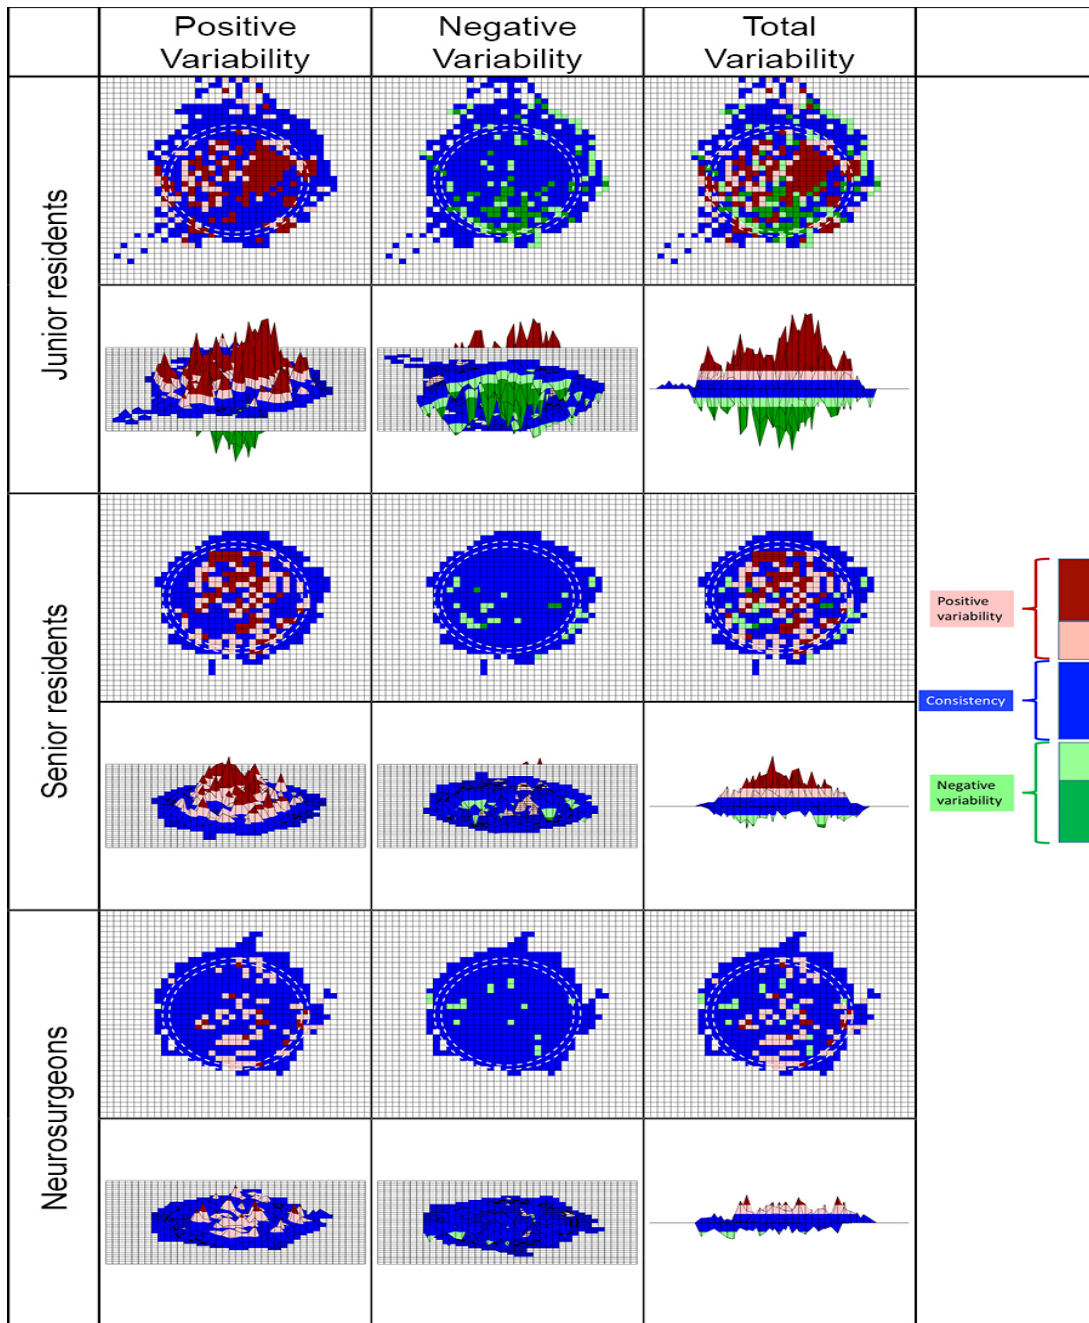 Positive
Variability
Negative
Variability
Total
Variability
Junior residents
Senior residents
Neurosurgeons
Positive
variability
Consistency
Negative
variability